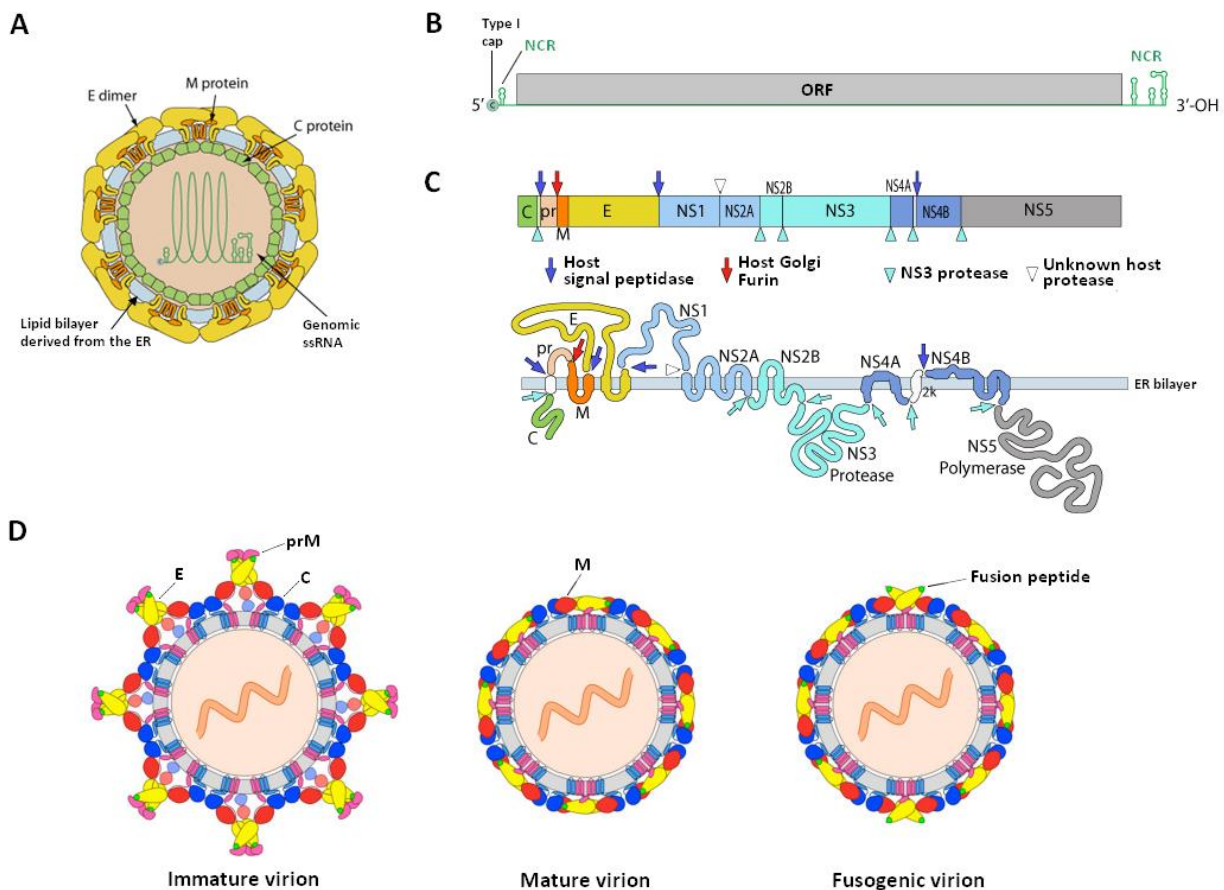 A
E dimer
M protein
C protein
Lipid bilayer
derived from the ER
Genomic
ssRNA
B
Type I
cap
NCR
NCR
5′
C
ORF
3′-OH
C
C
pr
M
E
NS1
NS2A
NS2B
NS3
NS4A
NS4B
NS5
Host
signal peptidase
Host Golgi
Furin
NS3 protease
Unknown host
protease
E
pr
M
C
NS1
NS2A
NS2B
NS3
Protease
NS4A
2k
NS4B
NS5
Polymerase
ER bilayer
D
prM
E
C
M
Fusion peptide
Immature virion
Mature virion
Fusogenic virion